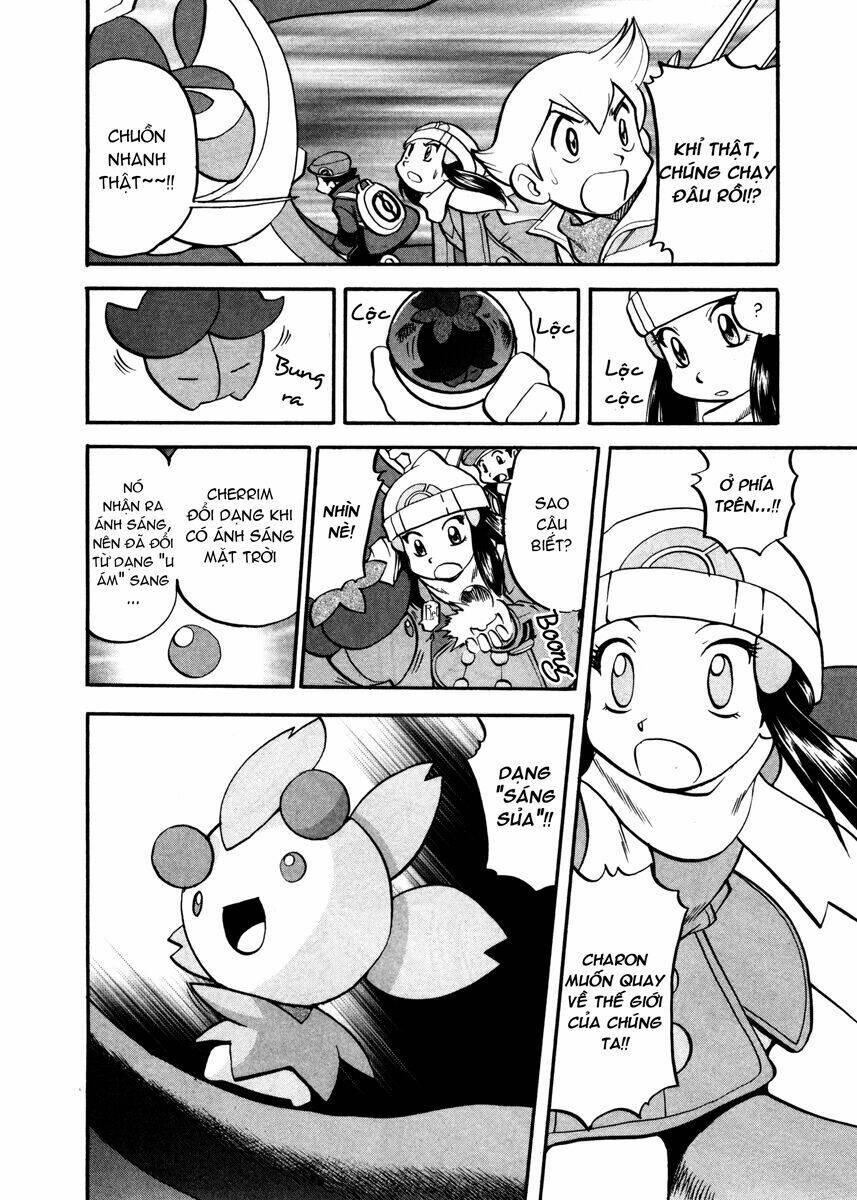 KHỈ THẬT,
CHÚNG CHẠY
ĐÂU RỒI!?
CHUỒN
NHANH
THẬT~~!!
?
Lộc
cộc
Cộc
Lộc
Bung
ra
Ở PHÍA
TRÊN...!!
SAO
CẬU
BIẾT?
NHÌN
NÈ!
Boong
CHERRIM
ĐỔI DẠNG KHI
CÓ ÁNH SÁNG
MẶT TRỜI
NÓ
NHẬN RA
ÁNH SÁNG,
NÊN ĐÃ ĐỔI
TỪ DẠNG "U
ÁM" SANG
...
DẠNG
"SÁNG
SỦA"!!
CHARON
MUỐN QUAY
VỀ THẾ GIỚI
CỦA CHÚNG
TA!!